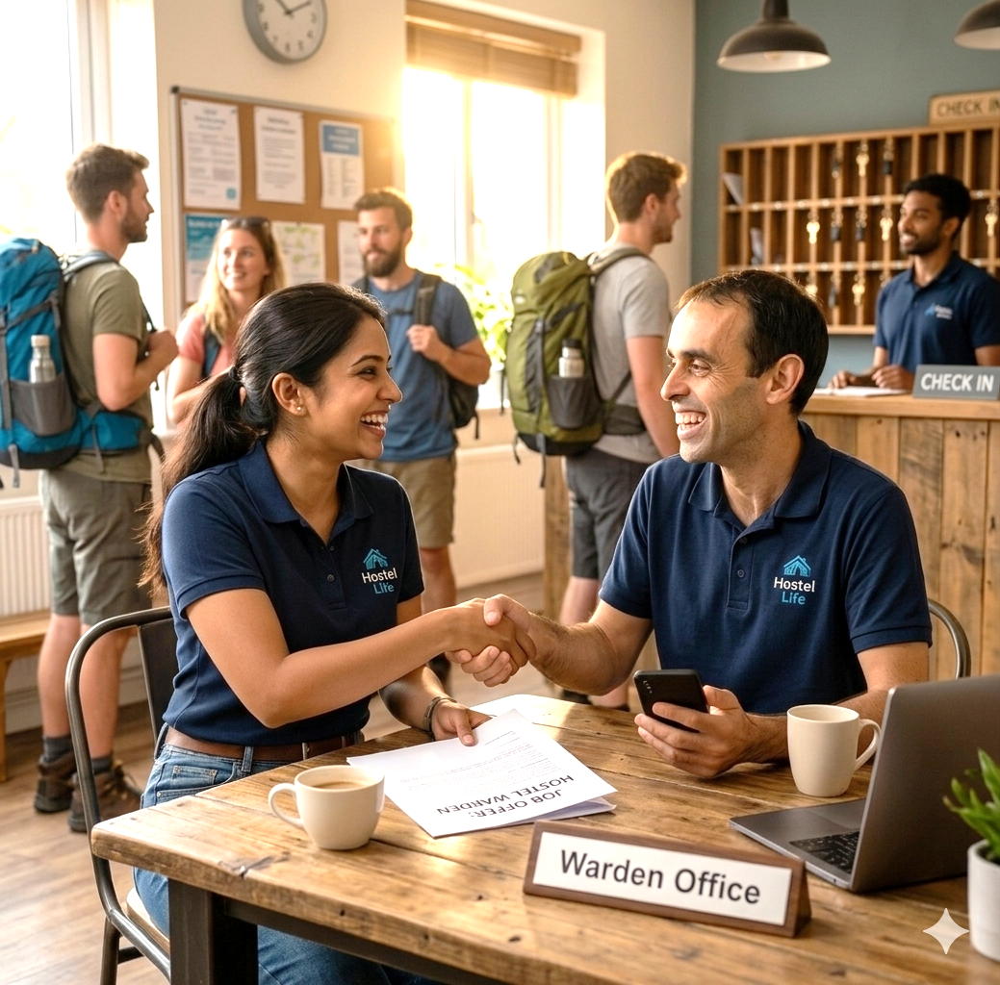 CHECK IN
CHECK IN
Hostel
Life
Hostel
Life
JOB OFFER:
HOSTEL WARDEN
Warden Office